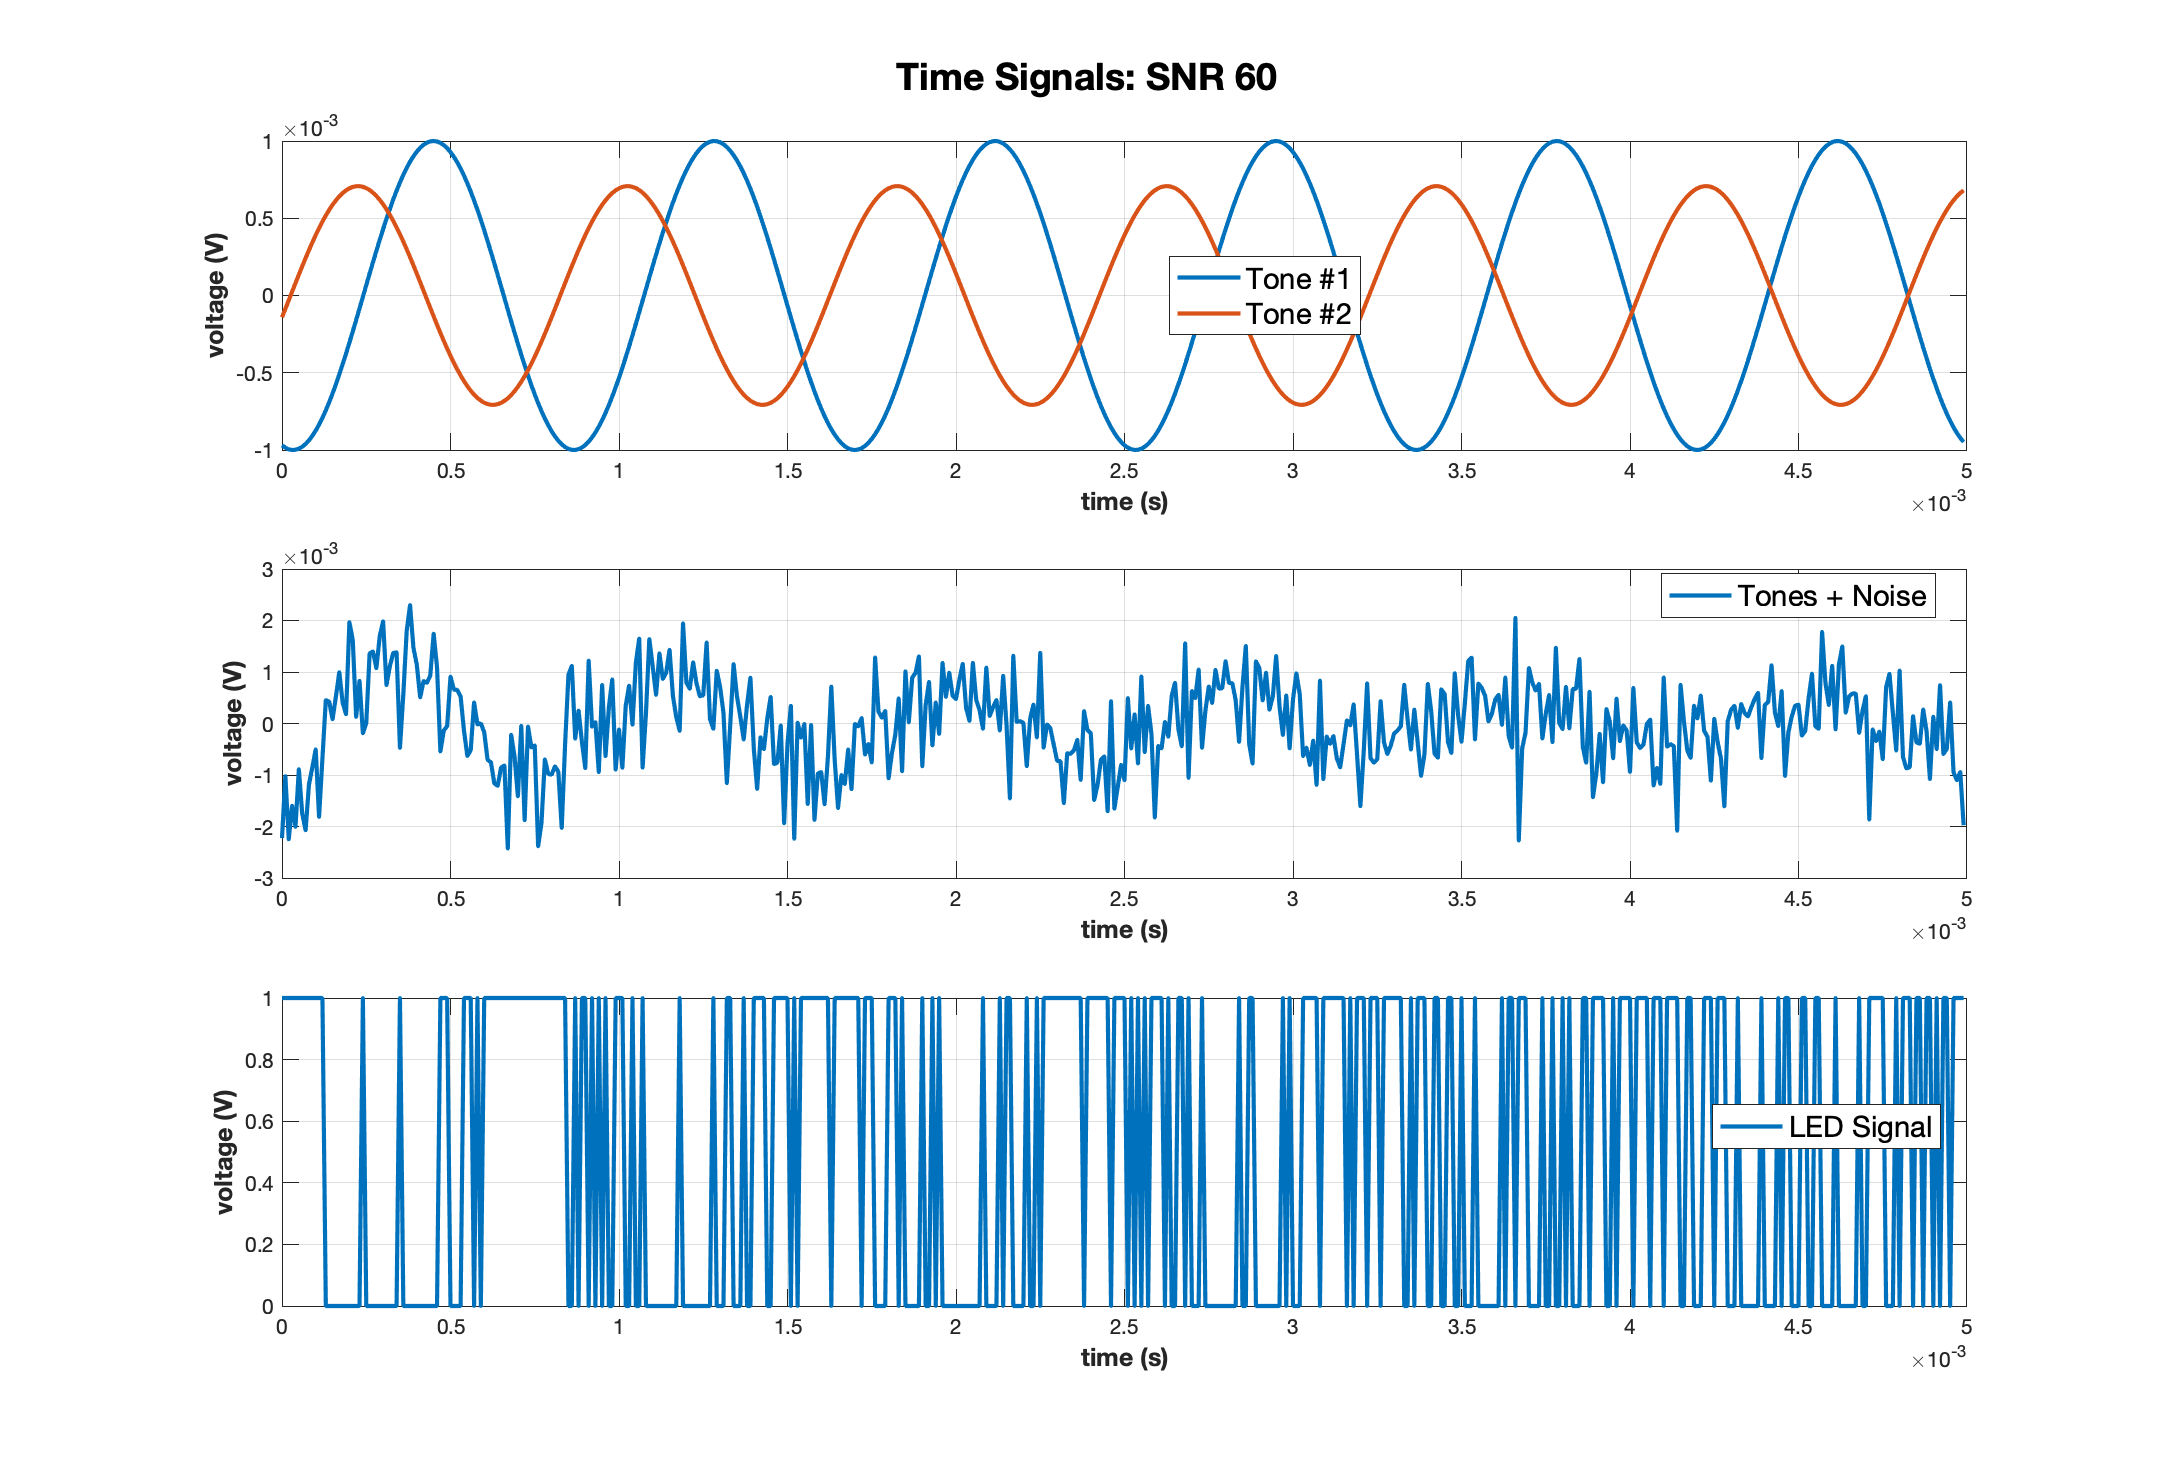 Time Signals: SNR 60
×10-3
1
0.5
0
-0.5
-1
voltage (V)
Tone #1
Tone #2
0 0.5 1 1.5 2 2.5 3 3.5 4 4.5 5
time (s)
×10-3
×10-3
3
2
1
0
-1
-2
-3
voltage (V)
Tones + Noise
0 0.5 1 1.5 2 2.5 3 3.5 4 4.5 5
time (s)
×10-3
1
0.8
0.6
0.4
0.2
0
voltage (V)
LED Signal
0 0.5 1 1.5 2 2.5 3 3.5 4 4.5 5
time (s)
×10-3